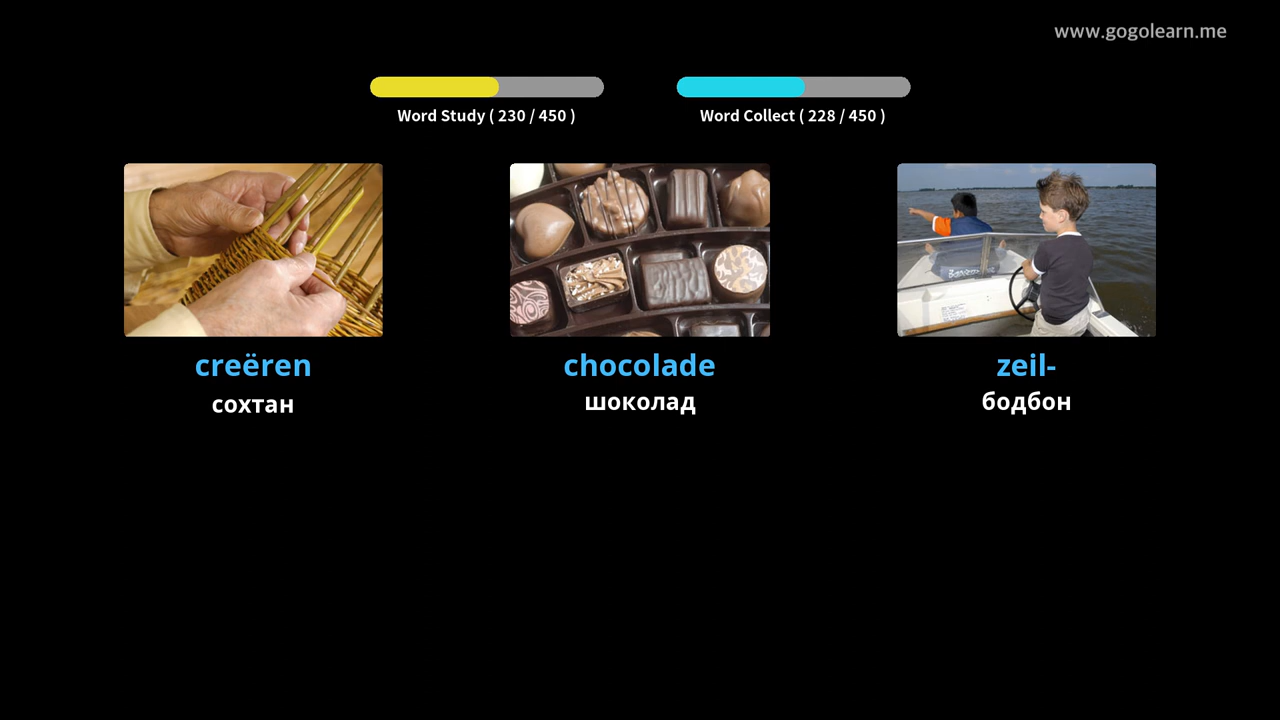 www.gogolearn.me
Word Study ( 230 / 450 )
Word Collect ( 228 / 450 )
creëren
сохтан
chocolade
шоколад
zeil-
бодбон